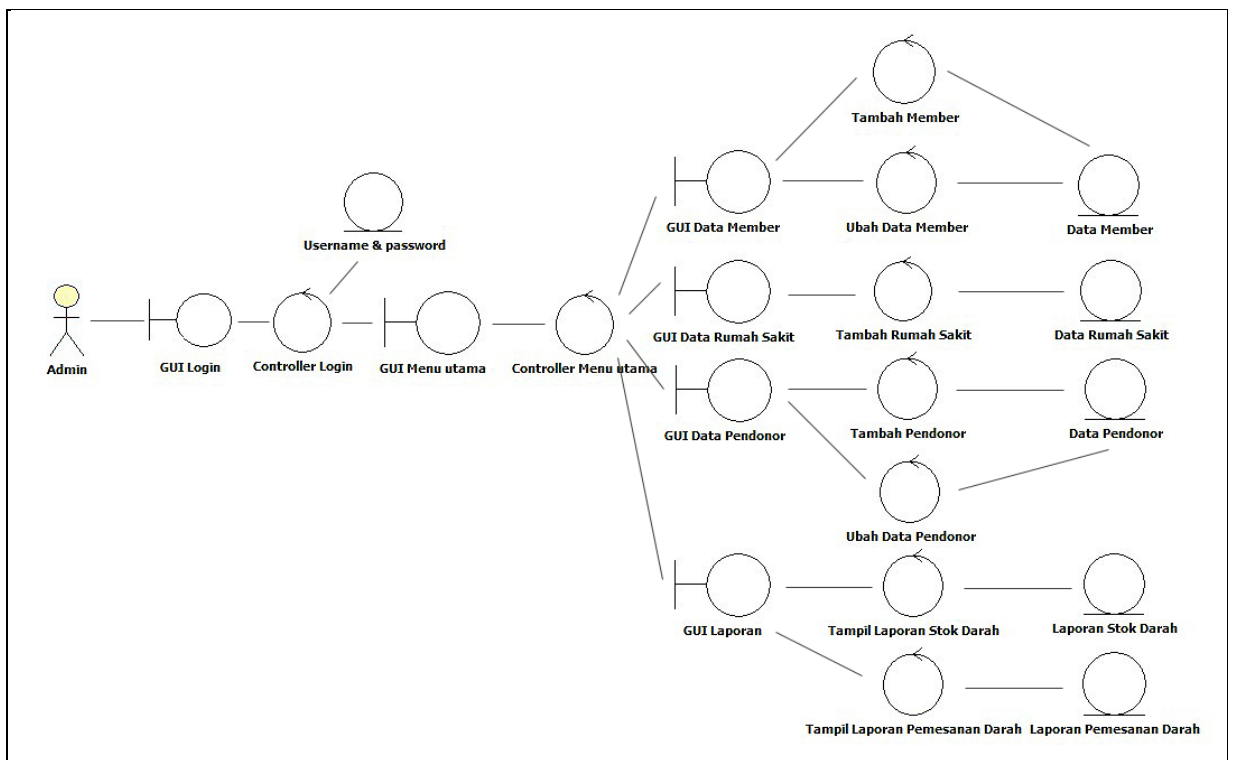 Tambah Member
GUI Data Member
Ubah Data Member
Data Member
Username & password
GUI Data Rumah Sakit
Tambah Rumah Sakit
Data Rumah Sakit
Admin
GUI Login
Controller Login
GUI Menu utama
Controller Menu utama
GUI Data Pendonor
Tambah Pendonor
Data Pendonor
Ubah Data Pendonor
GUI Laporan
Tampil Laporan Stok Darah
Laporan Stok Darah
Tampil Laporan Pemesanan Darah
Laporan Pemesanan Darah